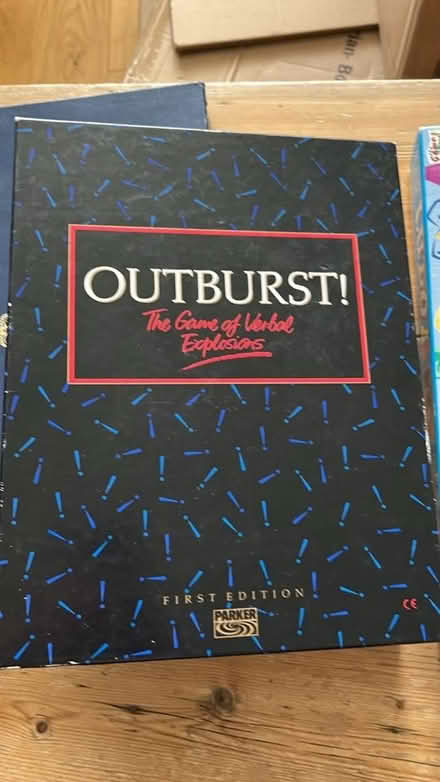 OUTBURST!
The Game of Verbal
Explosions
FIRST EDITION
PARKER
CE